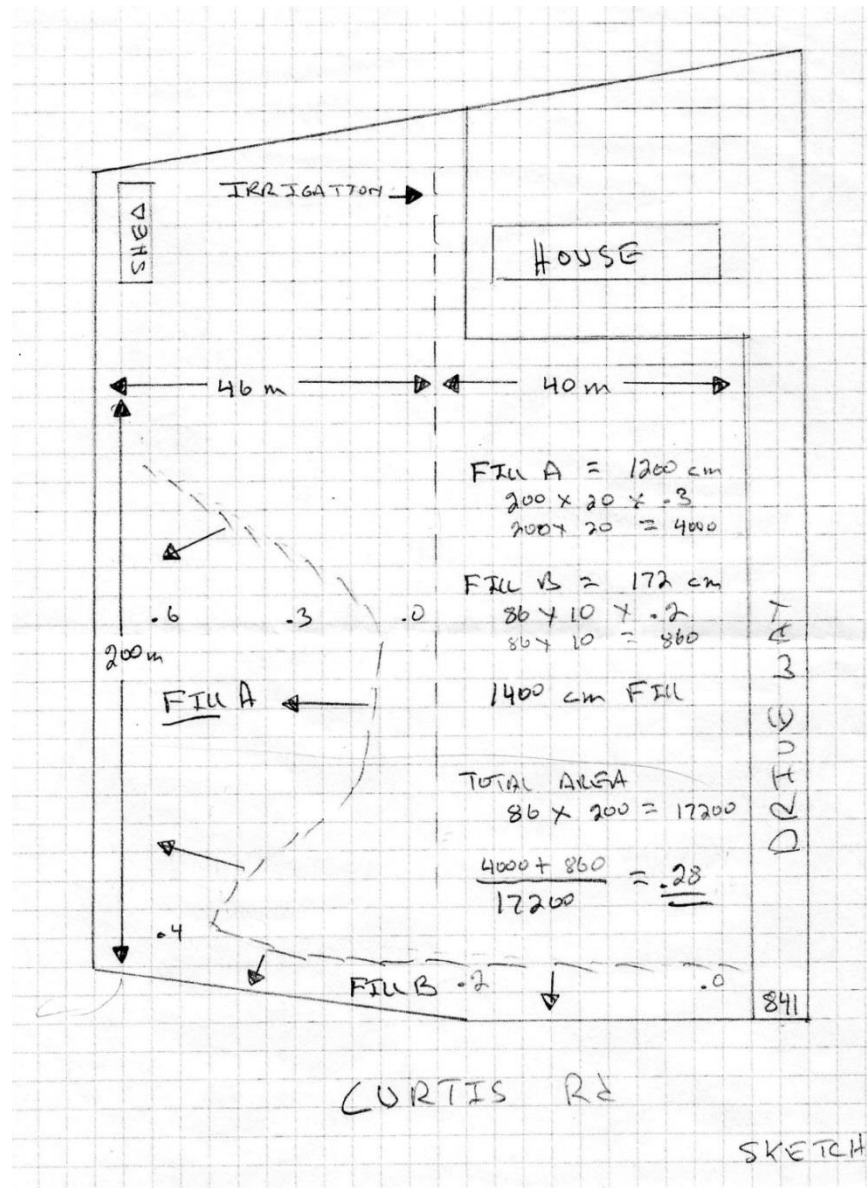 IRRIGATION
SHED
HOUSE
46 m
40 m
FILL A = 1200 cm
200 x 20 x .3
200 x 20 = 4000
FILL B = 172 cm
86 x 10 x .2
86 x 10 = 860
.6 .3 .0
200 m
FILL A
1400 cm FILL
DRIVEWAY
TOTAL AREA
86 x 200 = 17200
4000 + 860
17200
= .28
.4
FILL B .2 .0
841
CURTIS Rd
SKETCH